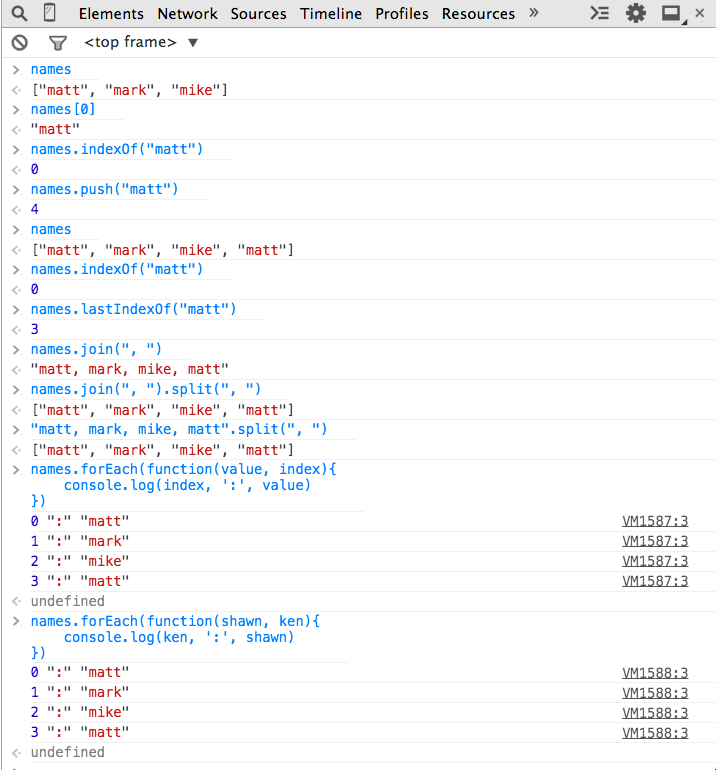 Elements Network Sources Timeline Profiles Resources »
<top frame> ▼
> names
< ["matt", "mark", "mike"]
> names[0]
< "matt"
> names.indexOf("matt")
< 0
> names.push("matt")
< 4
> names
< ["matt", "mark", "mike", "matt"]
> names.indexOf("matt")
< 0
> names.lastIndexOf("matt")
< 3
> names.join(", ")
< "matt, mark, mike, matt"
> names.join(", ").split(", ")
< ["matt", "mark", "mike", "matt"]
> "matt, mark, mike, matt".split(", ")
< ["matt", "mark", "mike", "matt"]
> names.forEach(function(value, index){
    console.log(index, ':', value)
})
0 ":" "matt" VM1587:3
1 ":" "mark" VM1587:3
2 ":" "mike" VM1587:3
3 ":" "matt" VM1587:3
< undefined
> names.forEach(function(shawn, ken){
    console.log(ken, ':', shawn)
})
0 ":" "matt" VM1588:3
1 ":" "mark" VM1588:3
2 ":" "mike" VM1588:3
3 ":" "matt" VM1588:3
< undefined